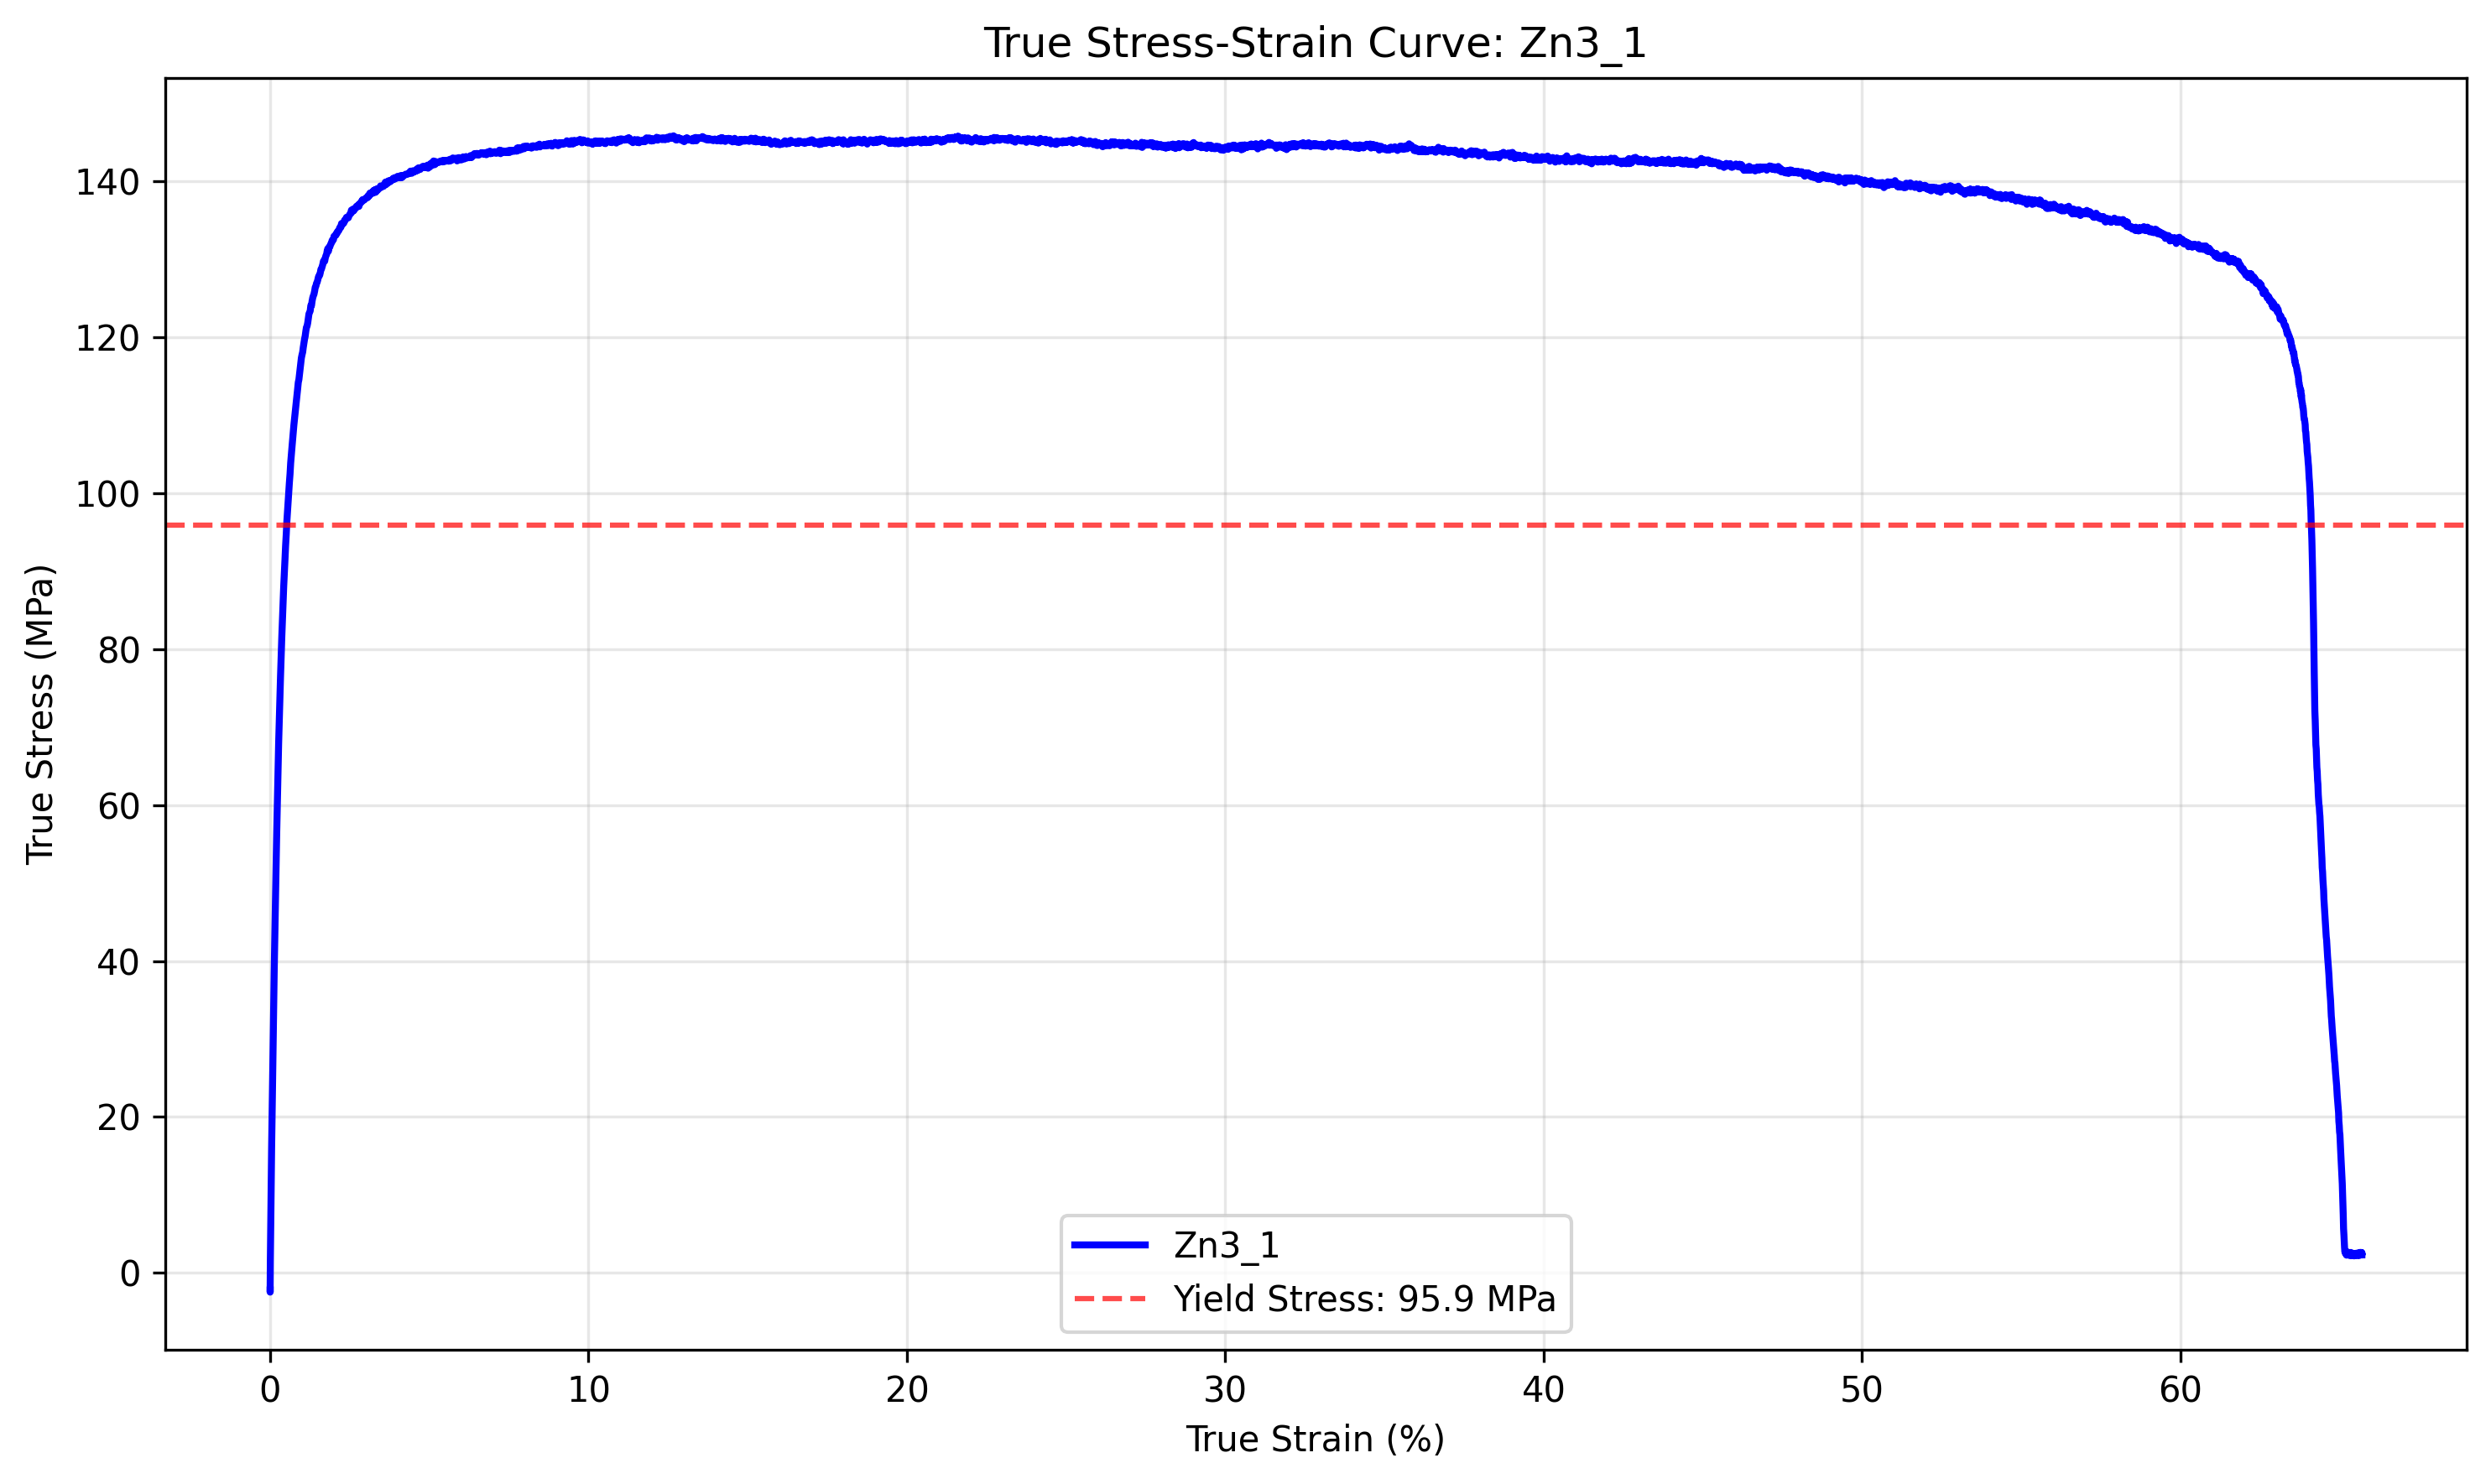 True Stress-Strain Curve: Zn3_1
True Stress (MPa)
140
120
100
80
60
40
20
0
0 10 20 30 40 50 60
True Strain (%)
Zn3_1
Yield Stress: 95.9 MPa